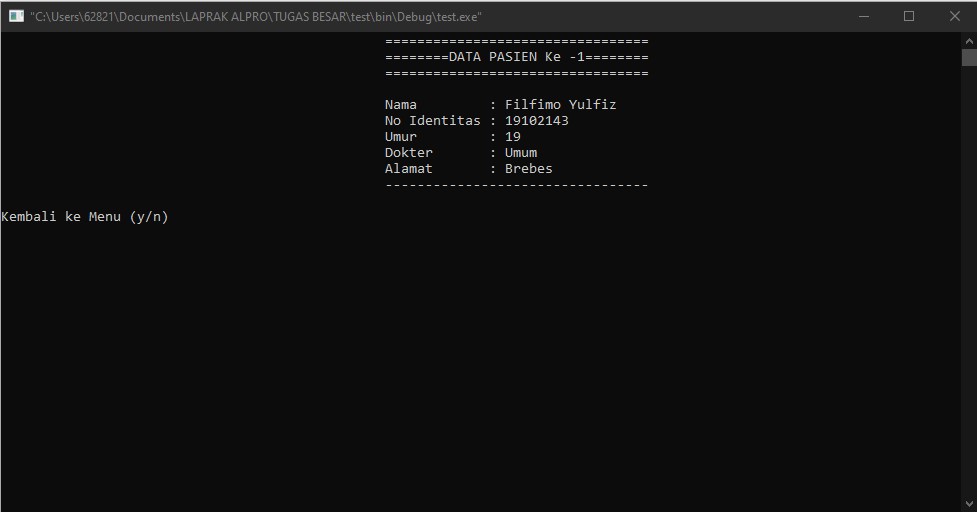 "C:\Users\62821\Documents\LAPRAK ALPRO\TUGAS BESAR\test\bin\Debug\test.exe"
=================================
========DATA PASIEN Ke -1========
=================================
Nama         : Filfimo Yulfiz
No Identitas : 19102143
Umur         : 19
Dokter       : Umum
Alamat       : Brebes
---------------------------------
Kembali ke Menu (y/n)